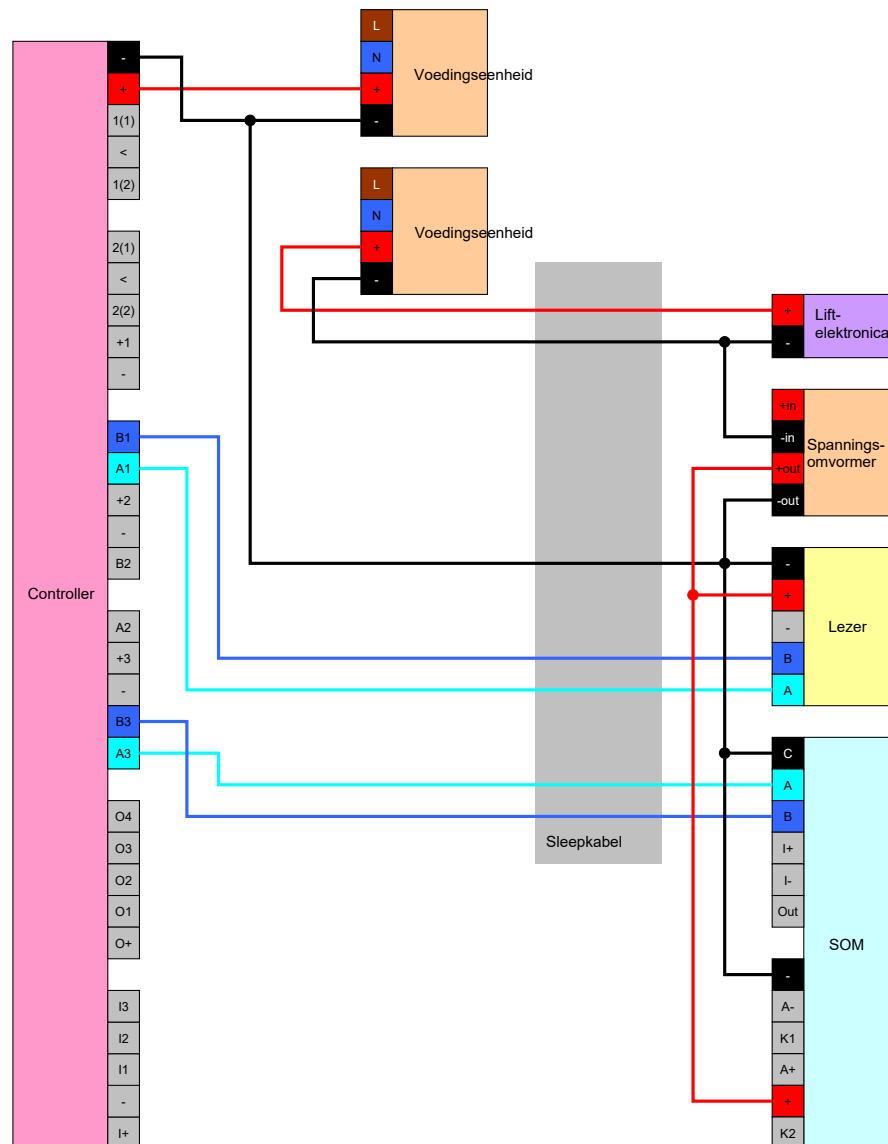 L
N
+
-
Voedingseenheid
L
N
+
-
Voedingseenheid
Controller
-
+
1(1)
<
1(2)
2(1)
<
2(2)
+1
-
B1
A1
+2
-
B2
A2
+3
-
B3
A3
O4
O3
O2
O1
O+
I3
I2
I1
-
I+
Sleepkabel
+
-
Lift-
elektronica
+in
-in
+out
-out
Spannings-
omvormer
-
+
-
B
A
Lezer
C
A
B
I+
I-
Out
-
A-
K1
A+
+
K2
SOM